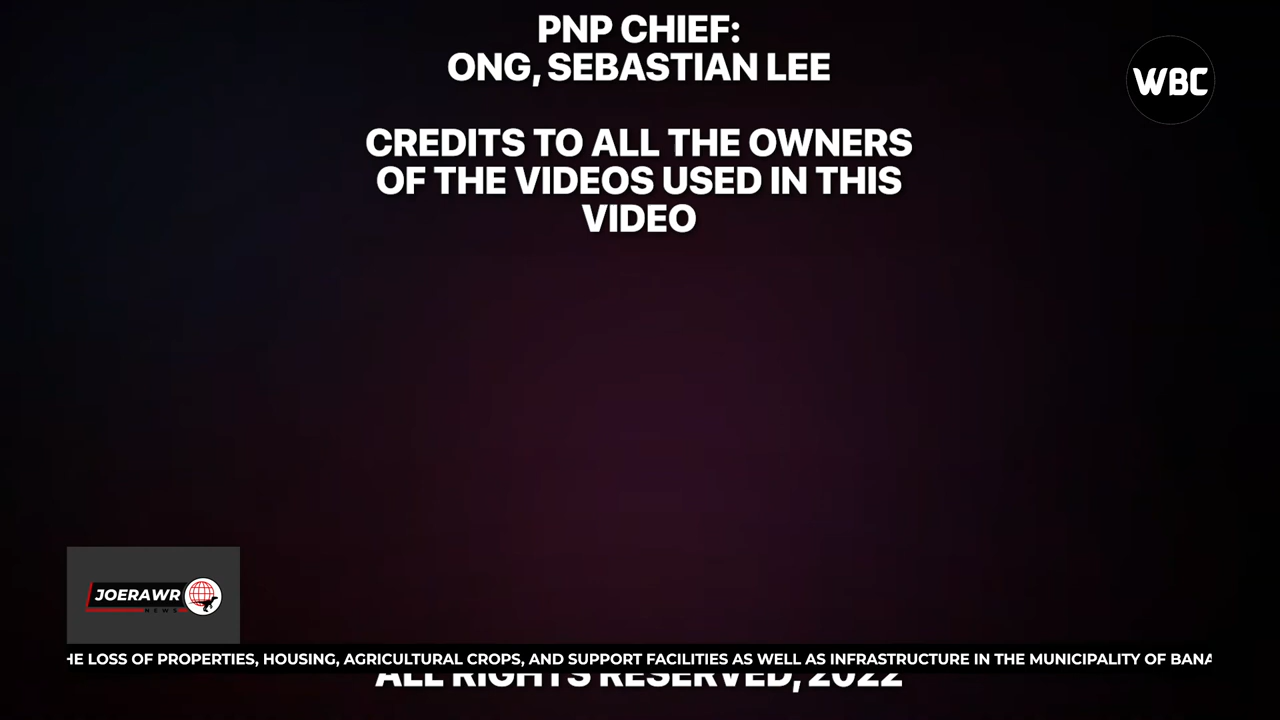 PNP CHIEF:
ONG, SEBASTIAN LEE
WBC
CREDITS TO ALL THE OWNERS
OF THE VIDEOS USED IN THIS
VIDEO
JOERAWR
NEWS
LOSS OF PROPERTIES, HOUSING, AGRICULTURAL CROPS, AND SUPPORT FACILITIES AS WELL AS INFRASTRUCTURE IN THE MUNICIPALITY OF
ALL RIGHTS RESERVED, 2022